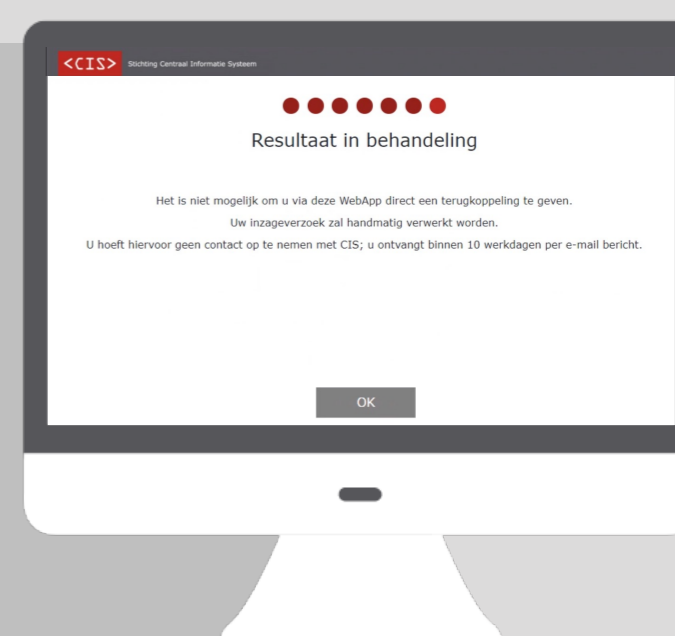 <CIS> Stichting Centraal Informatie Systeem
Resultaat in behandeling
Het is niet mogelijk om u via deze WebApp direct een terugkoppeling te geven.
Uw inzageverzoek zal handmatig verwerkt worden.
U hoeft hiervoor geen contact op te nemen met CIS; u ontvangt binnen 10 werkdagen per e-mail bericht.
OK